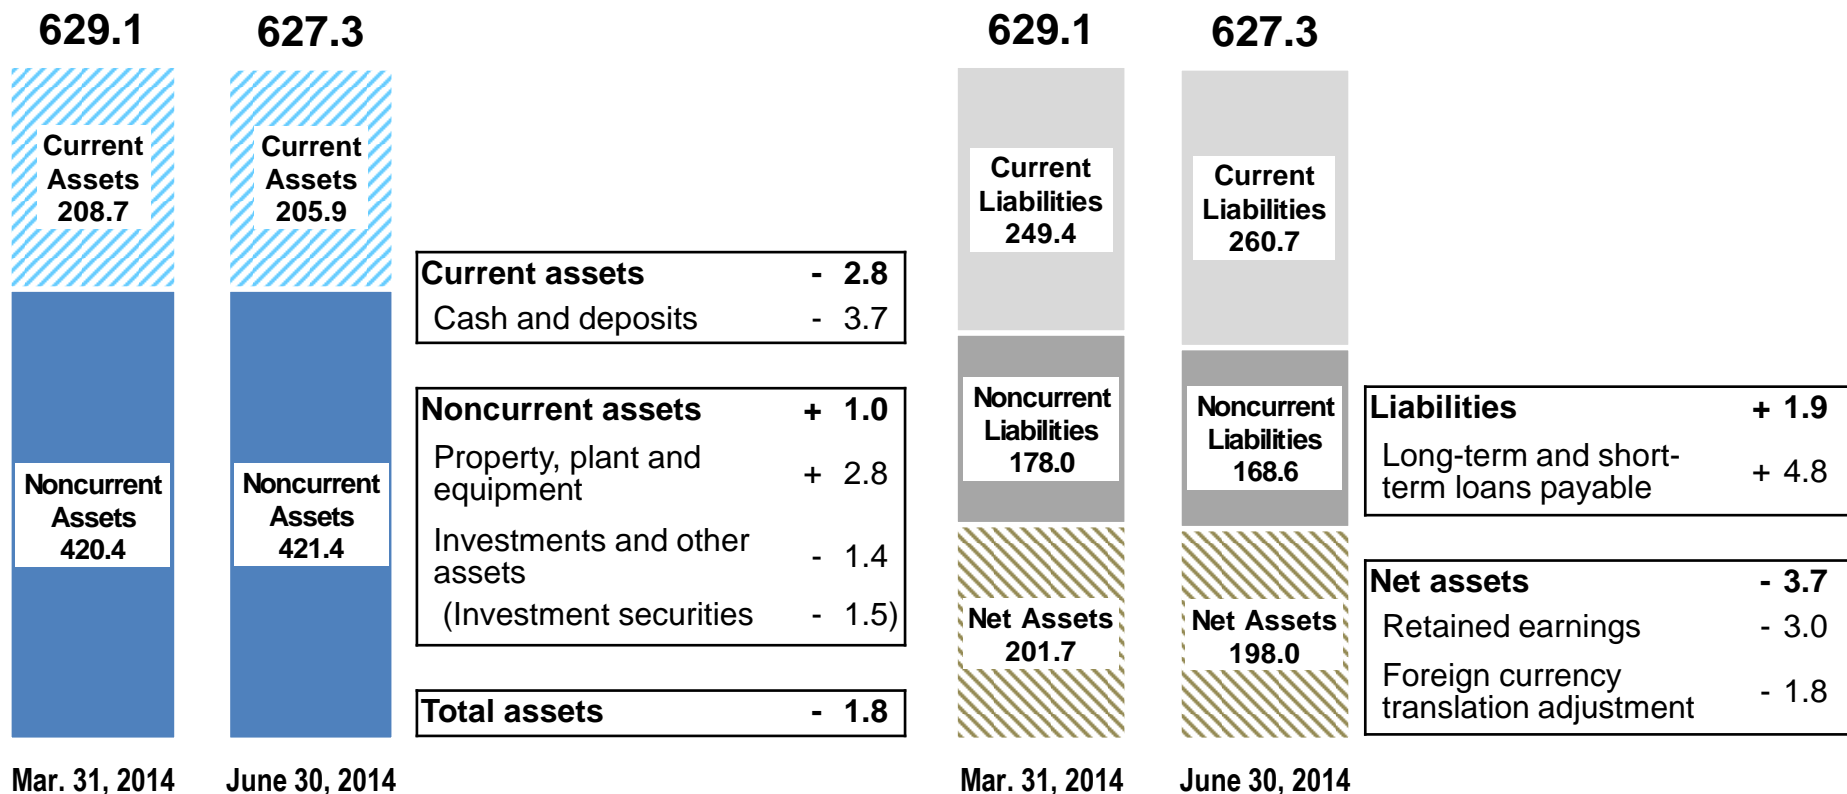 629.1
627.3
Current
Assets
208.7
Current
Assets
205.9
Noncurrent
Assets
420.4
Noncurrent
Assets
421.4
Mar. 31, 2014
June 30, 2014
Current assets - 2.8
Cash and deposits - 3.7
Noncurrent assets + 1.0
Property, plant and
equipment + 2.8
Investments and other
assets - 1.4
(Investment securities - 1.5)
Total assets - 1.8
629.1
627.3
Current
Liabilities
249.4
Current
Liabilities
260.7
Noncurrent
Liabilities
178.0
Noncurrent
Liabilities
168.6
Net Assets
201.7
Net Assets
198.0
Mar. 31, 2014
June 30, 2014
Liabilities + 1.9
Long-term and short-
term loans payable + 4.8
Net assets - 3.7
Retained earnings - 3.0
Foreign currency
translation adjustment - 1.8